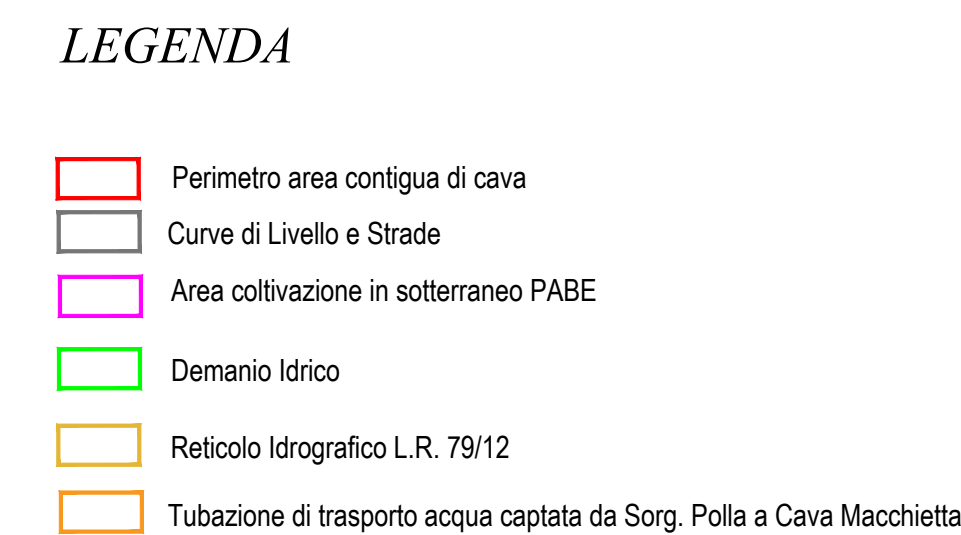 LEGENDA
Perimetro area contigua di cava
Curve di Livello e Strade
Area coltivazione in sotterraneo PABE
Demanio Idrico
Reticolo Idrografico L.R. 79/12
Tubazione di trasporto acqua captata da Sorg. Polla a Cava Macchietta